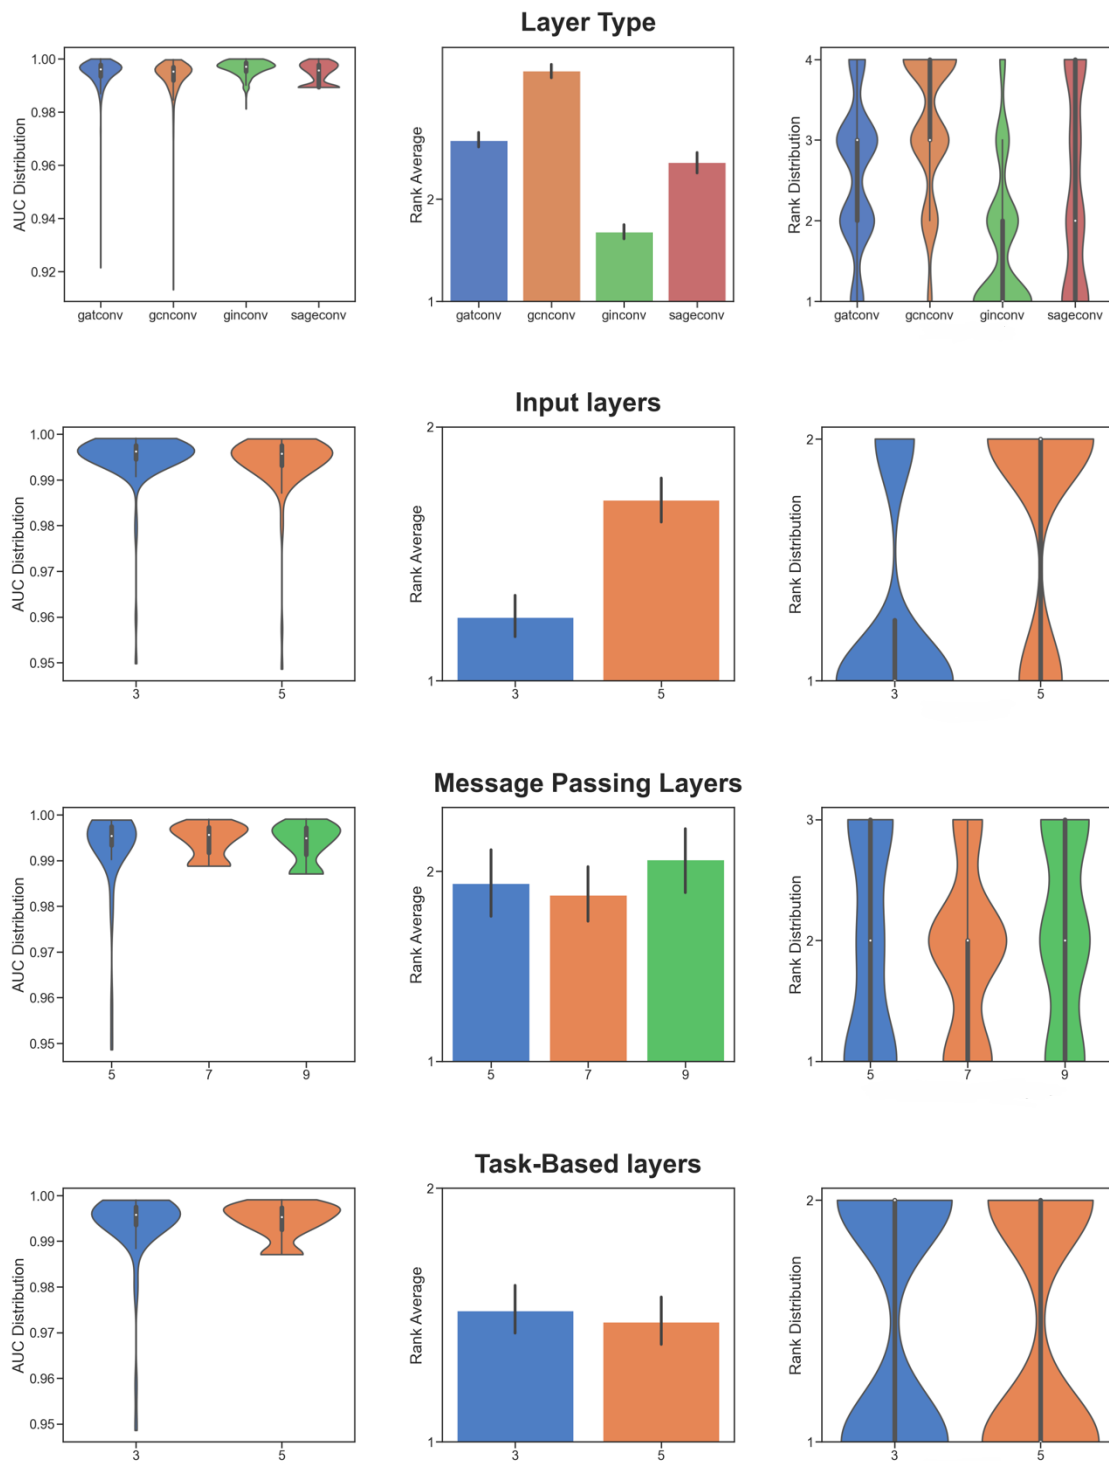 Layer Type
AUC Distribution
1.00
0.98
0.96
0.94
0.92
gatconv gcnconv ginconv sageconv
Rank Average
2
1
gatconv gcnconv ginconv sageconv
Rank Distribution
4
3
2
1
gatconv gcnconv ginconv sageconv
Input layers
AUC Distribution
1.00
0.99
0.98
0.97
0.96
0.95
3 5
Rank Average
2
1
3 5
Rank Distribution
2
1
3 5
Message Passing Layers
AUC Distribution
1.00
0.99
0.98
0.97
0.96
0.95
5 7 9
Rank Average
2
1
5 7 9
Rank Distribution
3
2
1
5 7 9
Task-Based layers
AUC Distribution
1.00
0.99
0.98
0.97
0.96
0.95
3 5
Rank Average
2
1
3 5
Rank Distribution
2
1
3 5